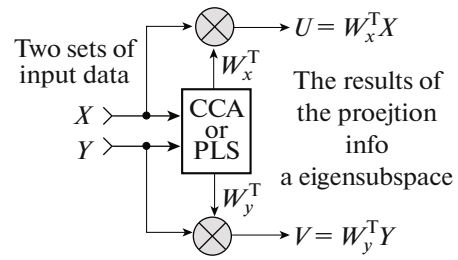 Two sets of
input data
X
Y
CCA
or
PLS
W_x^T
W_y^T
U = W_x^T X
The results of
the proejtion
info
a eigensubspace
V = W_y^T Y